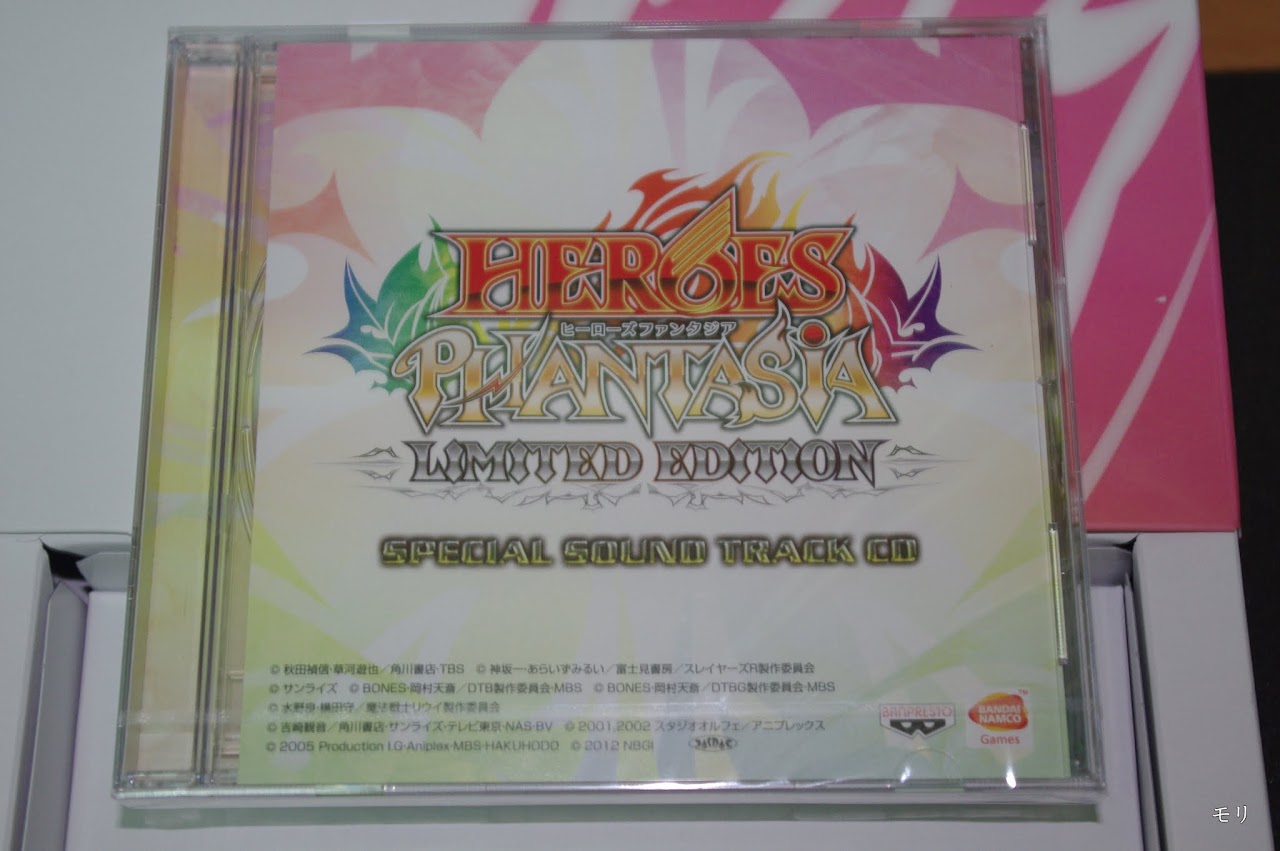 HEROES
ヒーローズファンタジア
PHANTASIA
LIMITED EDITION
SPECIAL SOUND TRACK CD
© 秋田禎信・草河遊也／角川書店・TBS © 神坂一・あらいずみるい／富士見書房／スレイヤーズR製作委員会
© サンライズ © BONES・岡村天斎／DTB製作委員会・MBS © BONES・岡村天斎／DTBG製作委員会・MBS
© 水野良・横田守／魔法戦士リウイ製作委員会
© 吉崎観音／角川書店・サンライズ・テレビ東京・NAS・BV © 2001,2002 スタジオオルフェ／アニプレックス
© 2005 Production I.G・Aniplex・MBS・HAKUHODO © 2012 NBGI
BANPRESTO
BANDAI
NAMCO
Games
TM
モリ